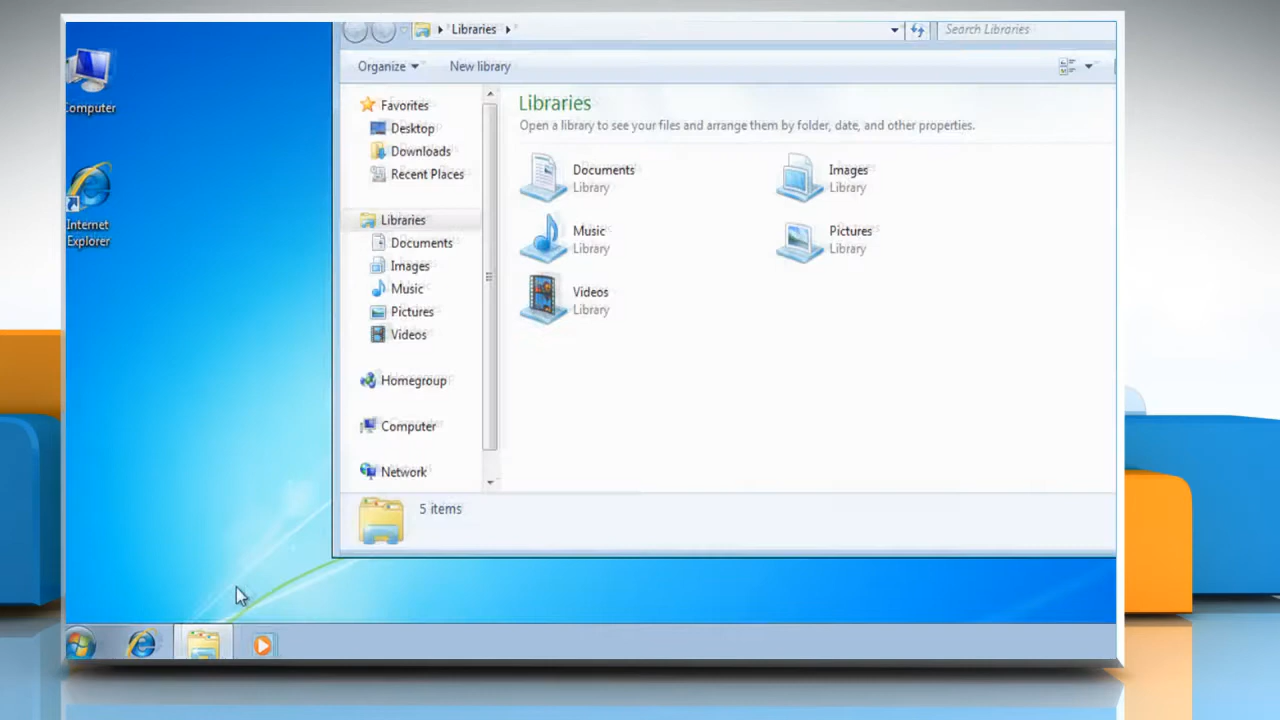 Computer
Internet
Explorer
Libraries
Search Libraries
Organize
New library
Favorites
Desktop
Downloads
Recent Places
Libraries
Documents
Images
Music
Pictures
Videos
Homegroup
Computer
Network
Libraries
Open a library to see your files and arrange them by folder, date, and other properties.
Documents
Library
Images
Library
Music
Library
Pictures
Library
Videos
Library
5 items